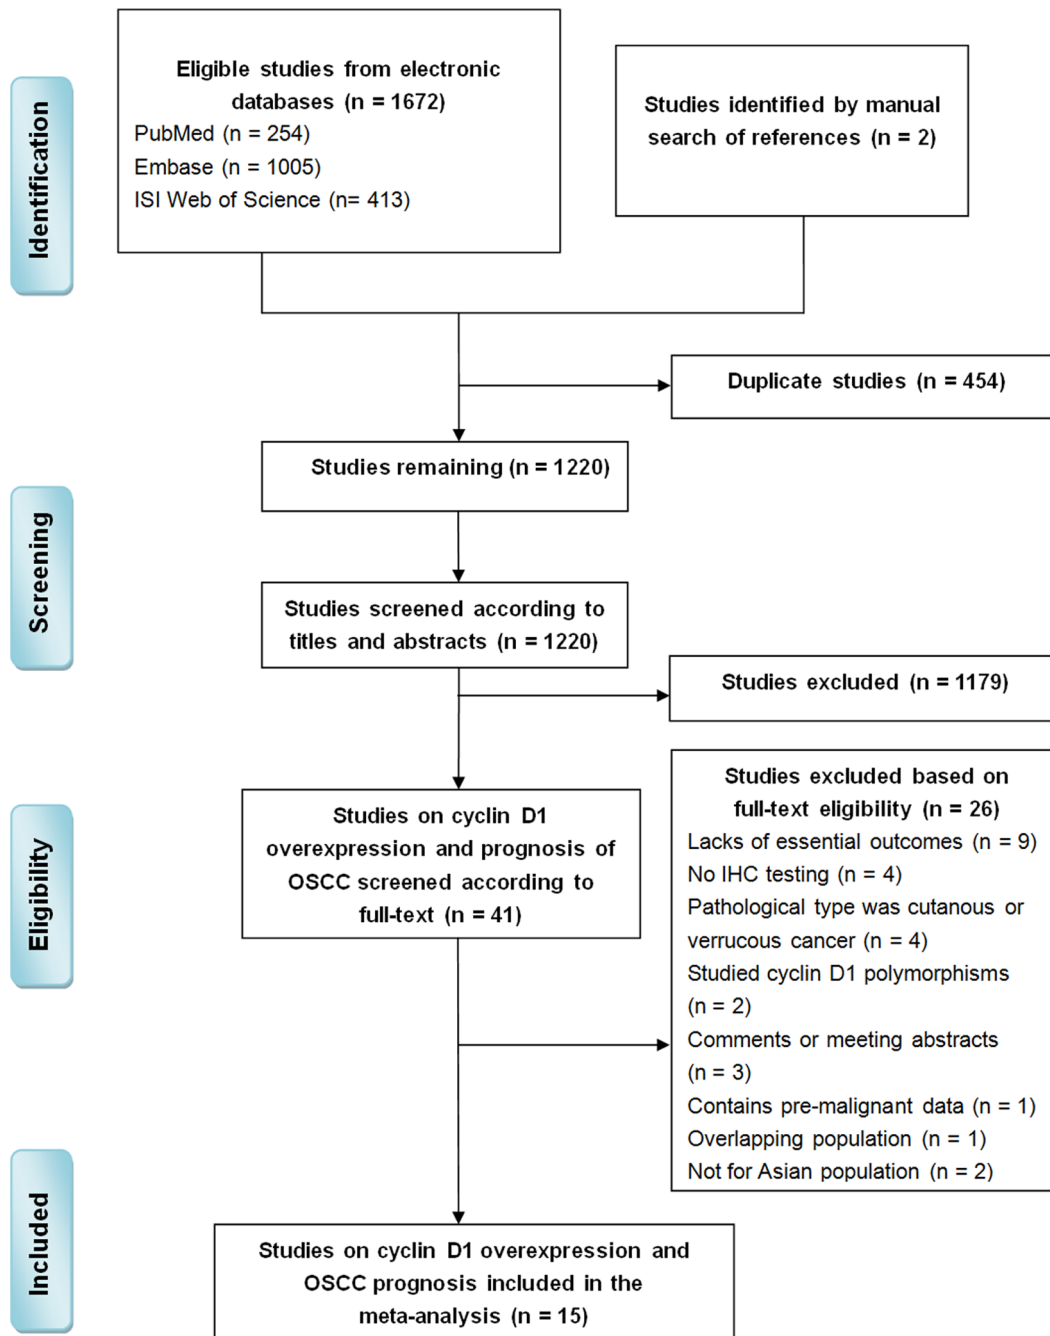 Identification
Eligible studies from electronic
databases (n = 1672)
PubMed (n = 254)
Embase (n = 1005)
ISI Web of Science (n= 413)
Studies identified by manual
search of references (n = 2)
Duplicate studies (n = 454)
Screening
Studies remaining (n = 1220)
Studies screened according to
titles and abstracts (n = 1220)
Studies excluded (n = 1179)
Eligibility
Studies on cyclin D1
overexpression and prognosis of
OSCC screened according to
full-text (n = 41)
Studies excluded based on
full-text eligibility (n = 26)
Lacks of essential outcomes (n = 9)
No IHC testing (n = 4)
Pathological type was cutanous or
verrucous cancer (n = 4)
Studied cyclin D1 polymorphisms
(n = 2)
Comments or meeting abstracts
(n = 3)
Contains pre-malignant data (n = 1)
Overlapping population (n = 1)
Not for Asian population (n = 2)
Included
Studies on cyclin D1 overexpression and
OSCC prognosis included in the
meta-analysis (n = 15)